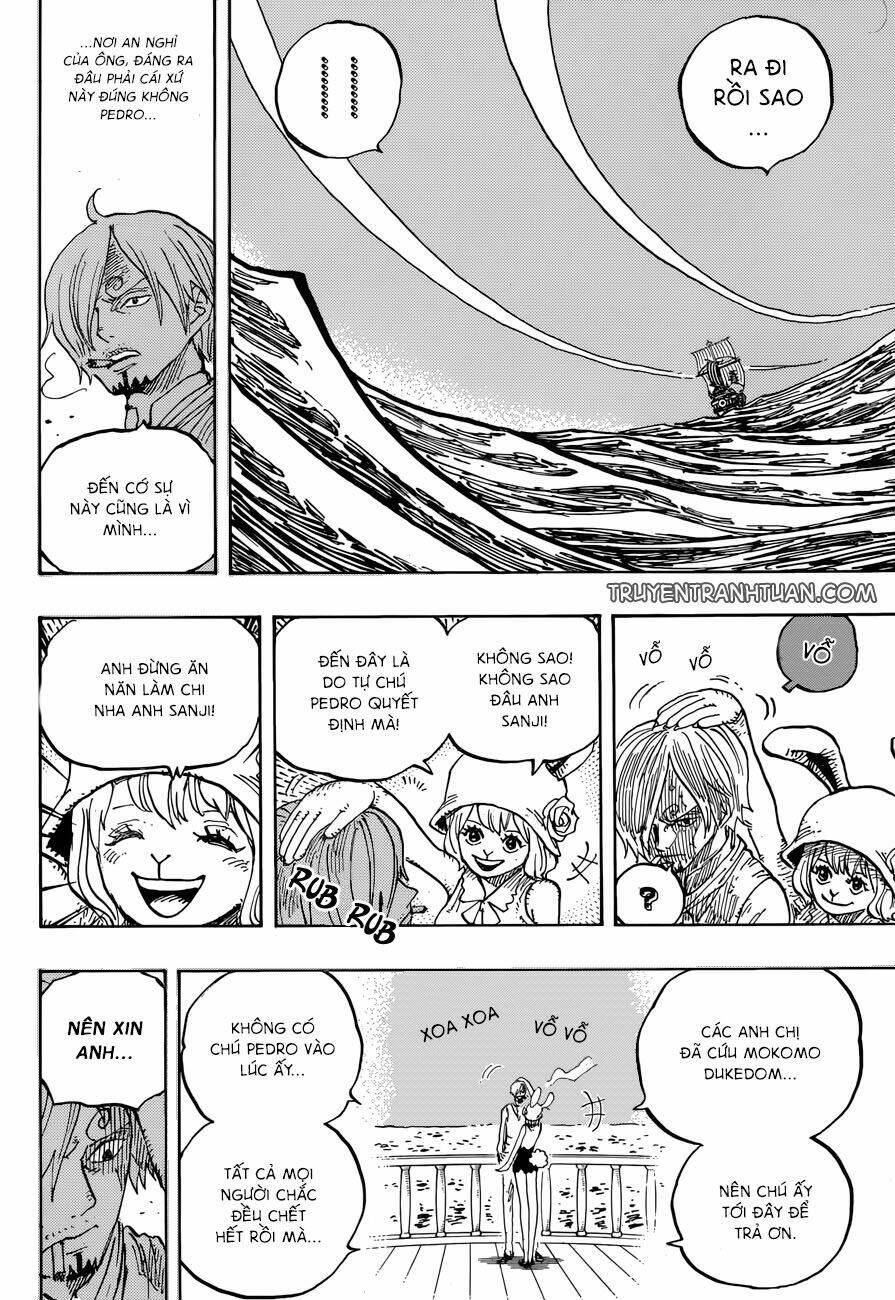 RA ĐI
RỒI SAO
...
!!
...NƠI AN NGHỈ
CỦA ÔNG, ĐÁNG RA
ĐÂU PHẢI CÁI XỨ
NÀY ĐÚNG KHÔNG
PEDRO...
ĐẾN CỚ SỰ
NÀY CŨNG LÀ VÌ
MÌNH...
TRUYENTRANHTUAN.COM
VỖ
VỖ
VỖ
?
KHÔNG SAO!
KHÔNG SAO
ĐÂU ANH
SANJI!
ĐẾN ĐÂY LÀ
DO TỰ CHÚ
PEDRO QUYẾT
ĐỊNH MÀ!
RUB
RUB
ANH ĐỪNG ĂN
NĂN LÀM CHI
NHA ANH SANJI!
CÁC ANH CHỊ
ĐÃ CỨU MOKOMO
DUKEDOM...
NÊN CHÚ ẤY
TỚI ĐÂY ĐỂ
TRẢ ƠN.
XOA XOA
VỖ VỖ
KHÔNG CÓ
CHÚ PEDRO VÀO
LÚC ẤY...
TẤT CẢ MỌI
NGƯỜI CHẮC
ĐỀU CHẾT
HẾT RỒI MÀ...
NÊN XIN
ANH...